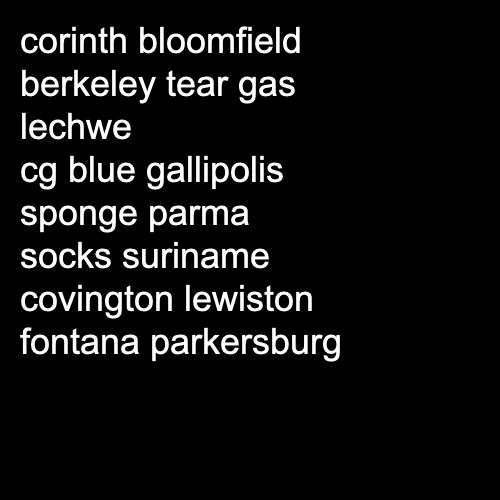 corinth bloomfield
berkeley tear gas
lechwe
cg blue gallipolis
sponge parma
socks suriname
covington lewiston
fontana parkersburg